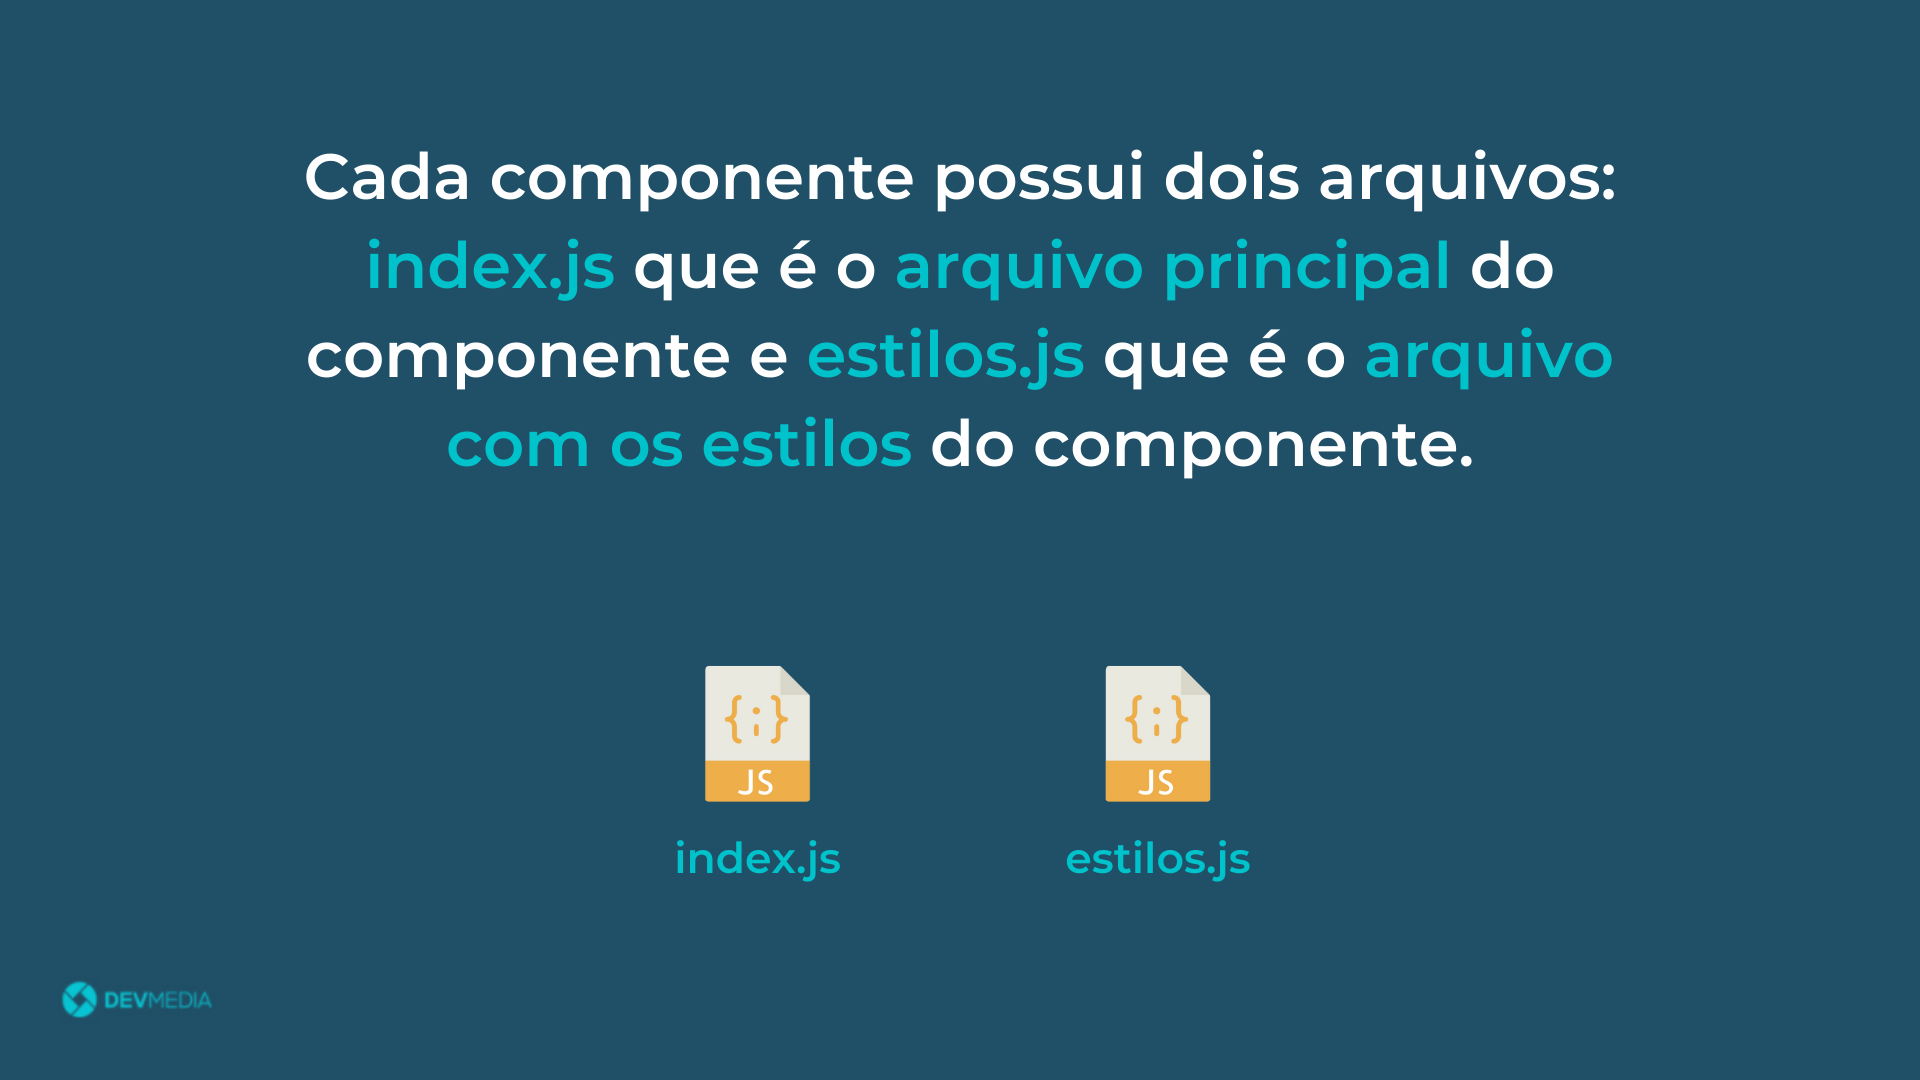 Cada componente possui dois arquivos:
index.js que é o arquivo principal do
componente e estilos.js que é o arquivo
com os estilos do componente.
{;} {;}
JS JS
index.js estilos.js
DEVMEDIA